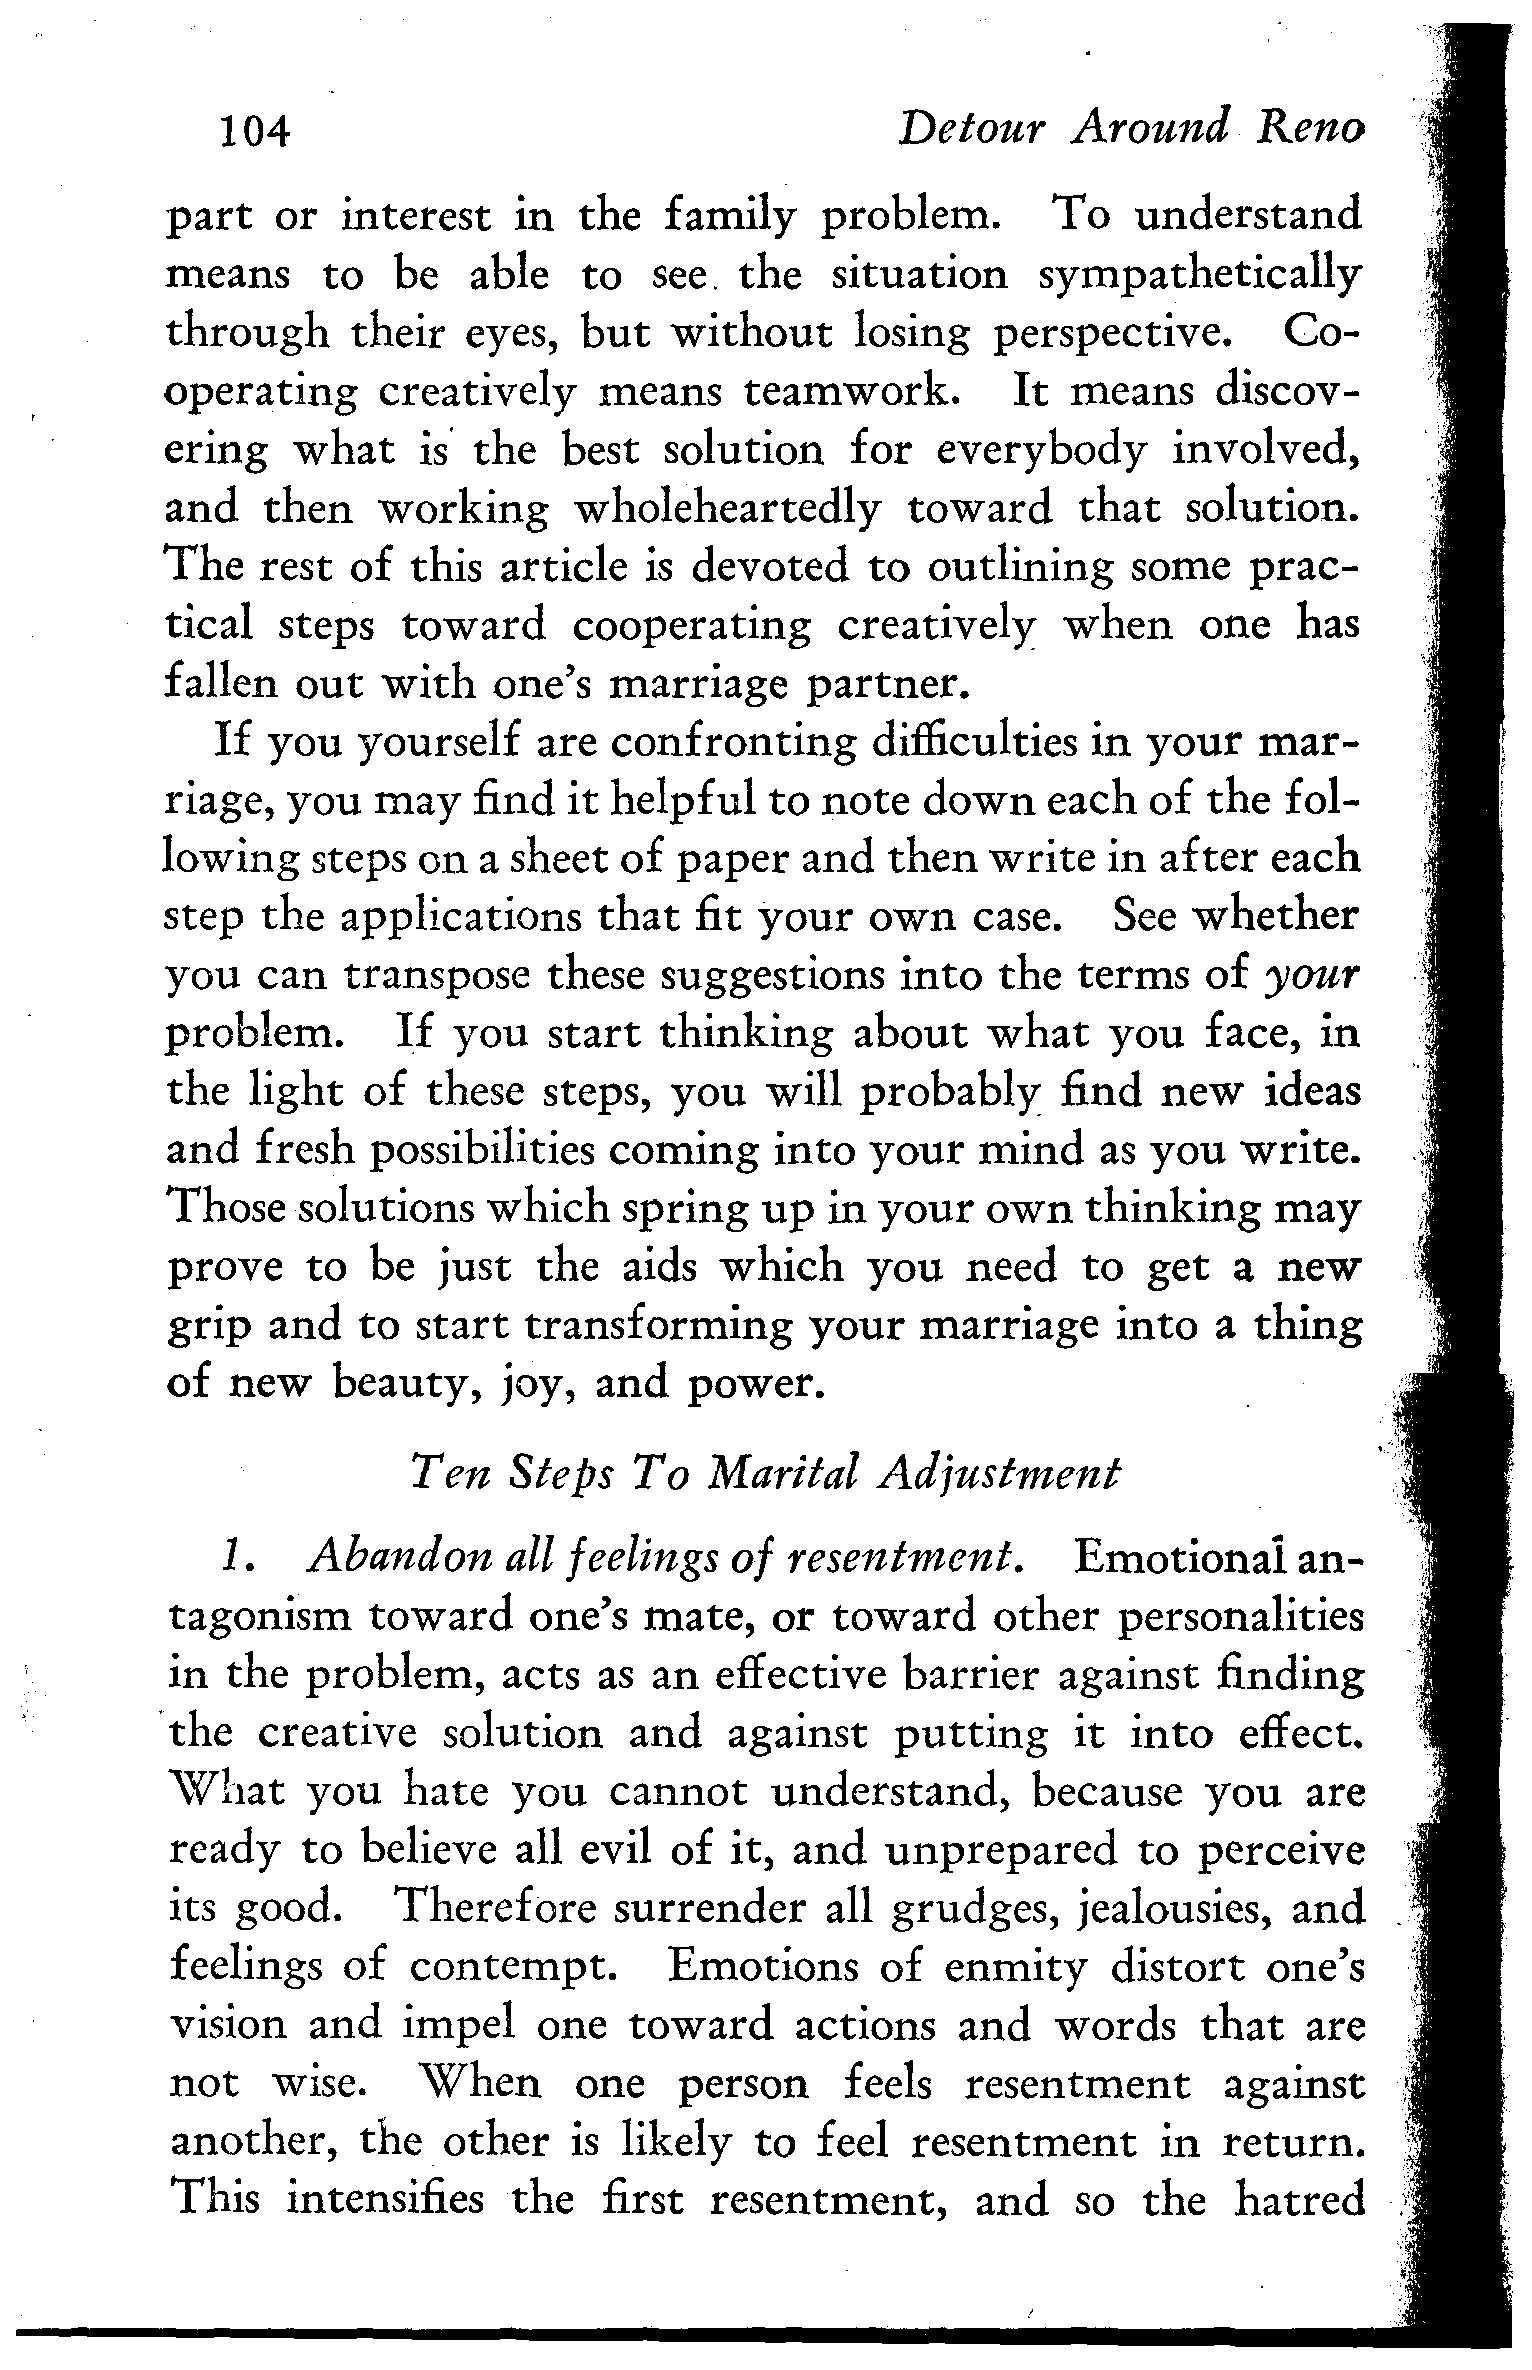 104 Detour Around Reno
part or interest in the family problem. To understand
means to be able to see the situation sympathetically
through their eyes, but without losing perspective. Co-
operating creatively means teamwork. It means discov-
ering what is the best solution for everybody involved,
and then working wholeheartedly toward that solution.
The rest of this article is devoted to outlining some prac-
tical steps toward cooperating creatively when one has
fallen out with one's marriage partner.
If you yourself are confronting difficulties in your mar-
riage, you may find it helpful to note down each of the fol-
lowing steps on a sheet of paper and then write in after each
step the applications that fit your own case. See whether
you can transpose these suggestions into the terms of your
problem. If you start thinking about what you face, in
the light of these steps, you will probably find new ideas
and fresh possibilities coming into your mind as you write.
Those solutions which spring up in your own thinking may
prove to be just the aids which you need to get a new
grip and to start transforming your marriage into a thing
of new beauty, joy, and power.
Ten Steps To Marital Adjustment
1. Abandon all feelings of resentment. Emotional an-
tagonism toward one's mate, or toward other personalities
in the problem, acts as an effective barrier against finding
the creative solution and against putting it into effect.
What you hate you cannot understand, because you are
ready to believe all evil of it, and unprepared to perceive
its good. Therefore surrender all grudges, jealousies, and
feelings of contempt. Emotions of enmity distort one's
vision and impel one toward actions and words that are
not wise. When one person feels resentment against
another, the other is likely to feel resentment in return.
This intensifies the first resentment, and so the hatred